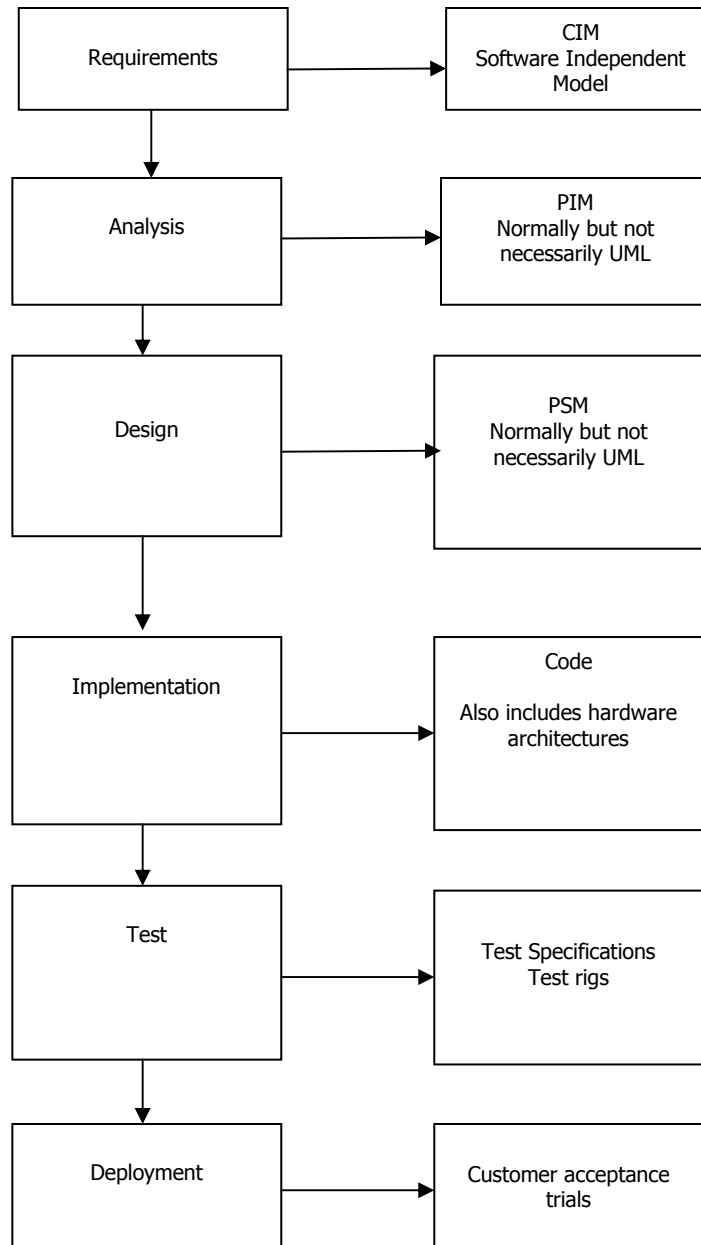 Requirements
CIM
Software Independent
Model
Analysis
PIM
Normally but not
necessarily UML
Design
PSM
Normally but not
necessarily UML
Implementation
Code
Also includes hardware
architectures
Test
Test Specifications
Test rigs
Deployment
Customer acceptance
trials